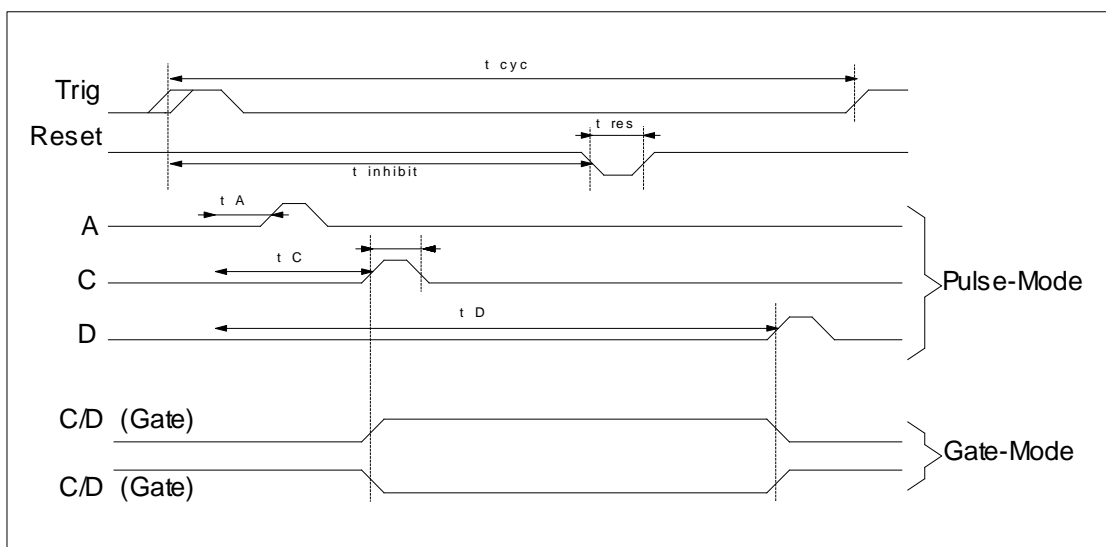 t cyc
Trig
t res
Reset
t inhibit
t A
A
t C
C
Pulse-Mode
t D
D
C/D (Gate)
Gate-Mode
C/D (Gate)